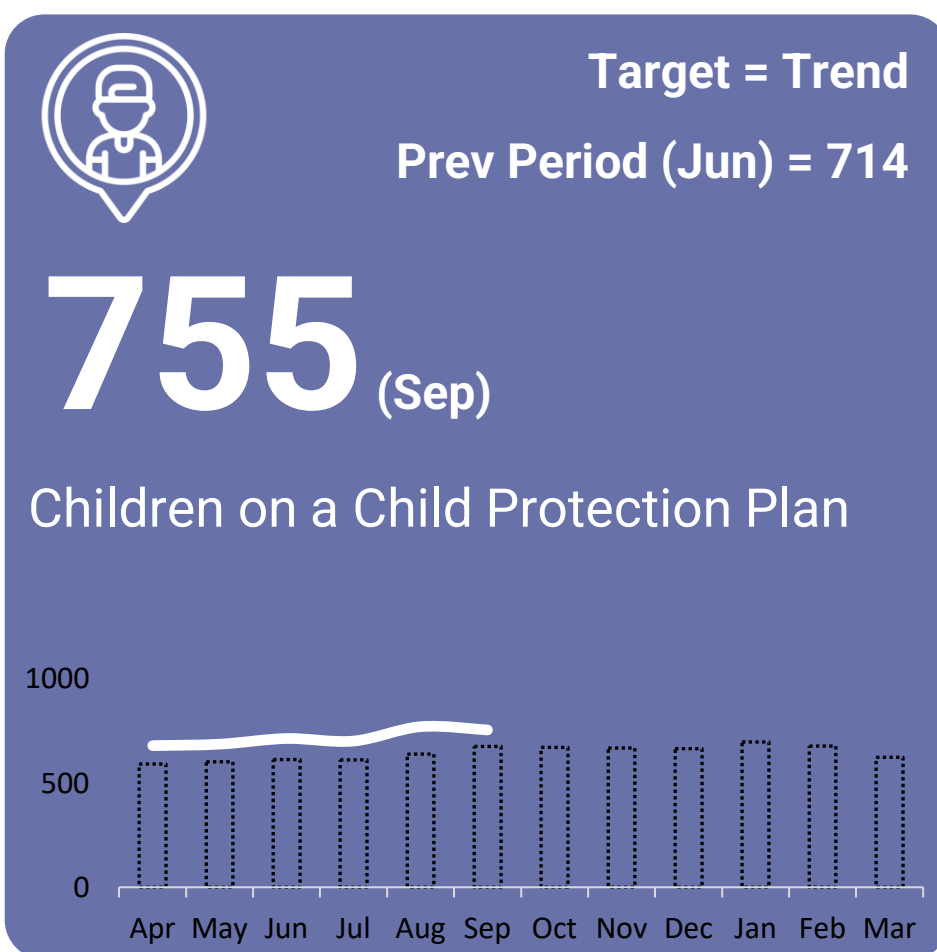 Target = Trend
Prev Period (Jun) = 714
755 (Sep)
Children on a Child Protection Plan
1000
500
0
Apr May Jun Jul Aug Sep Oct Nov Dec Jan Feb Mar